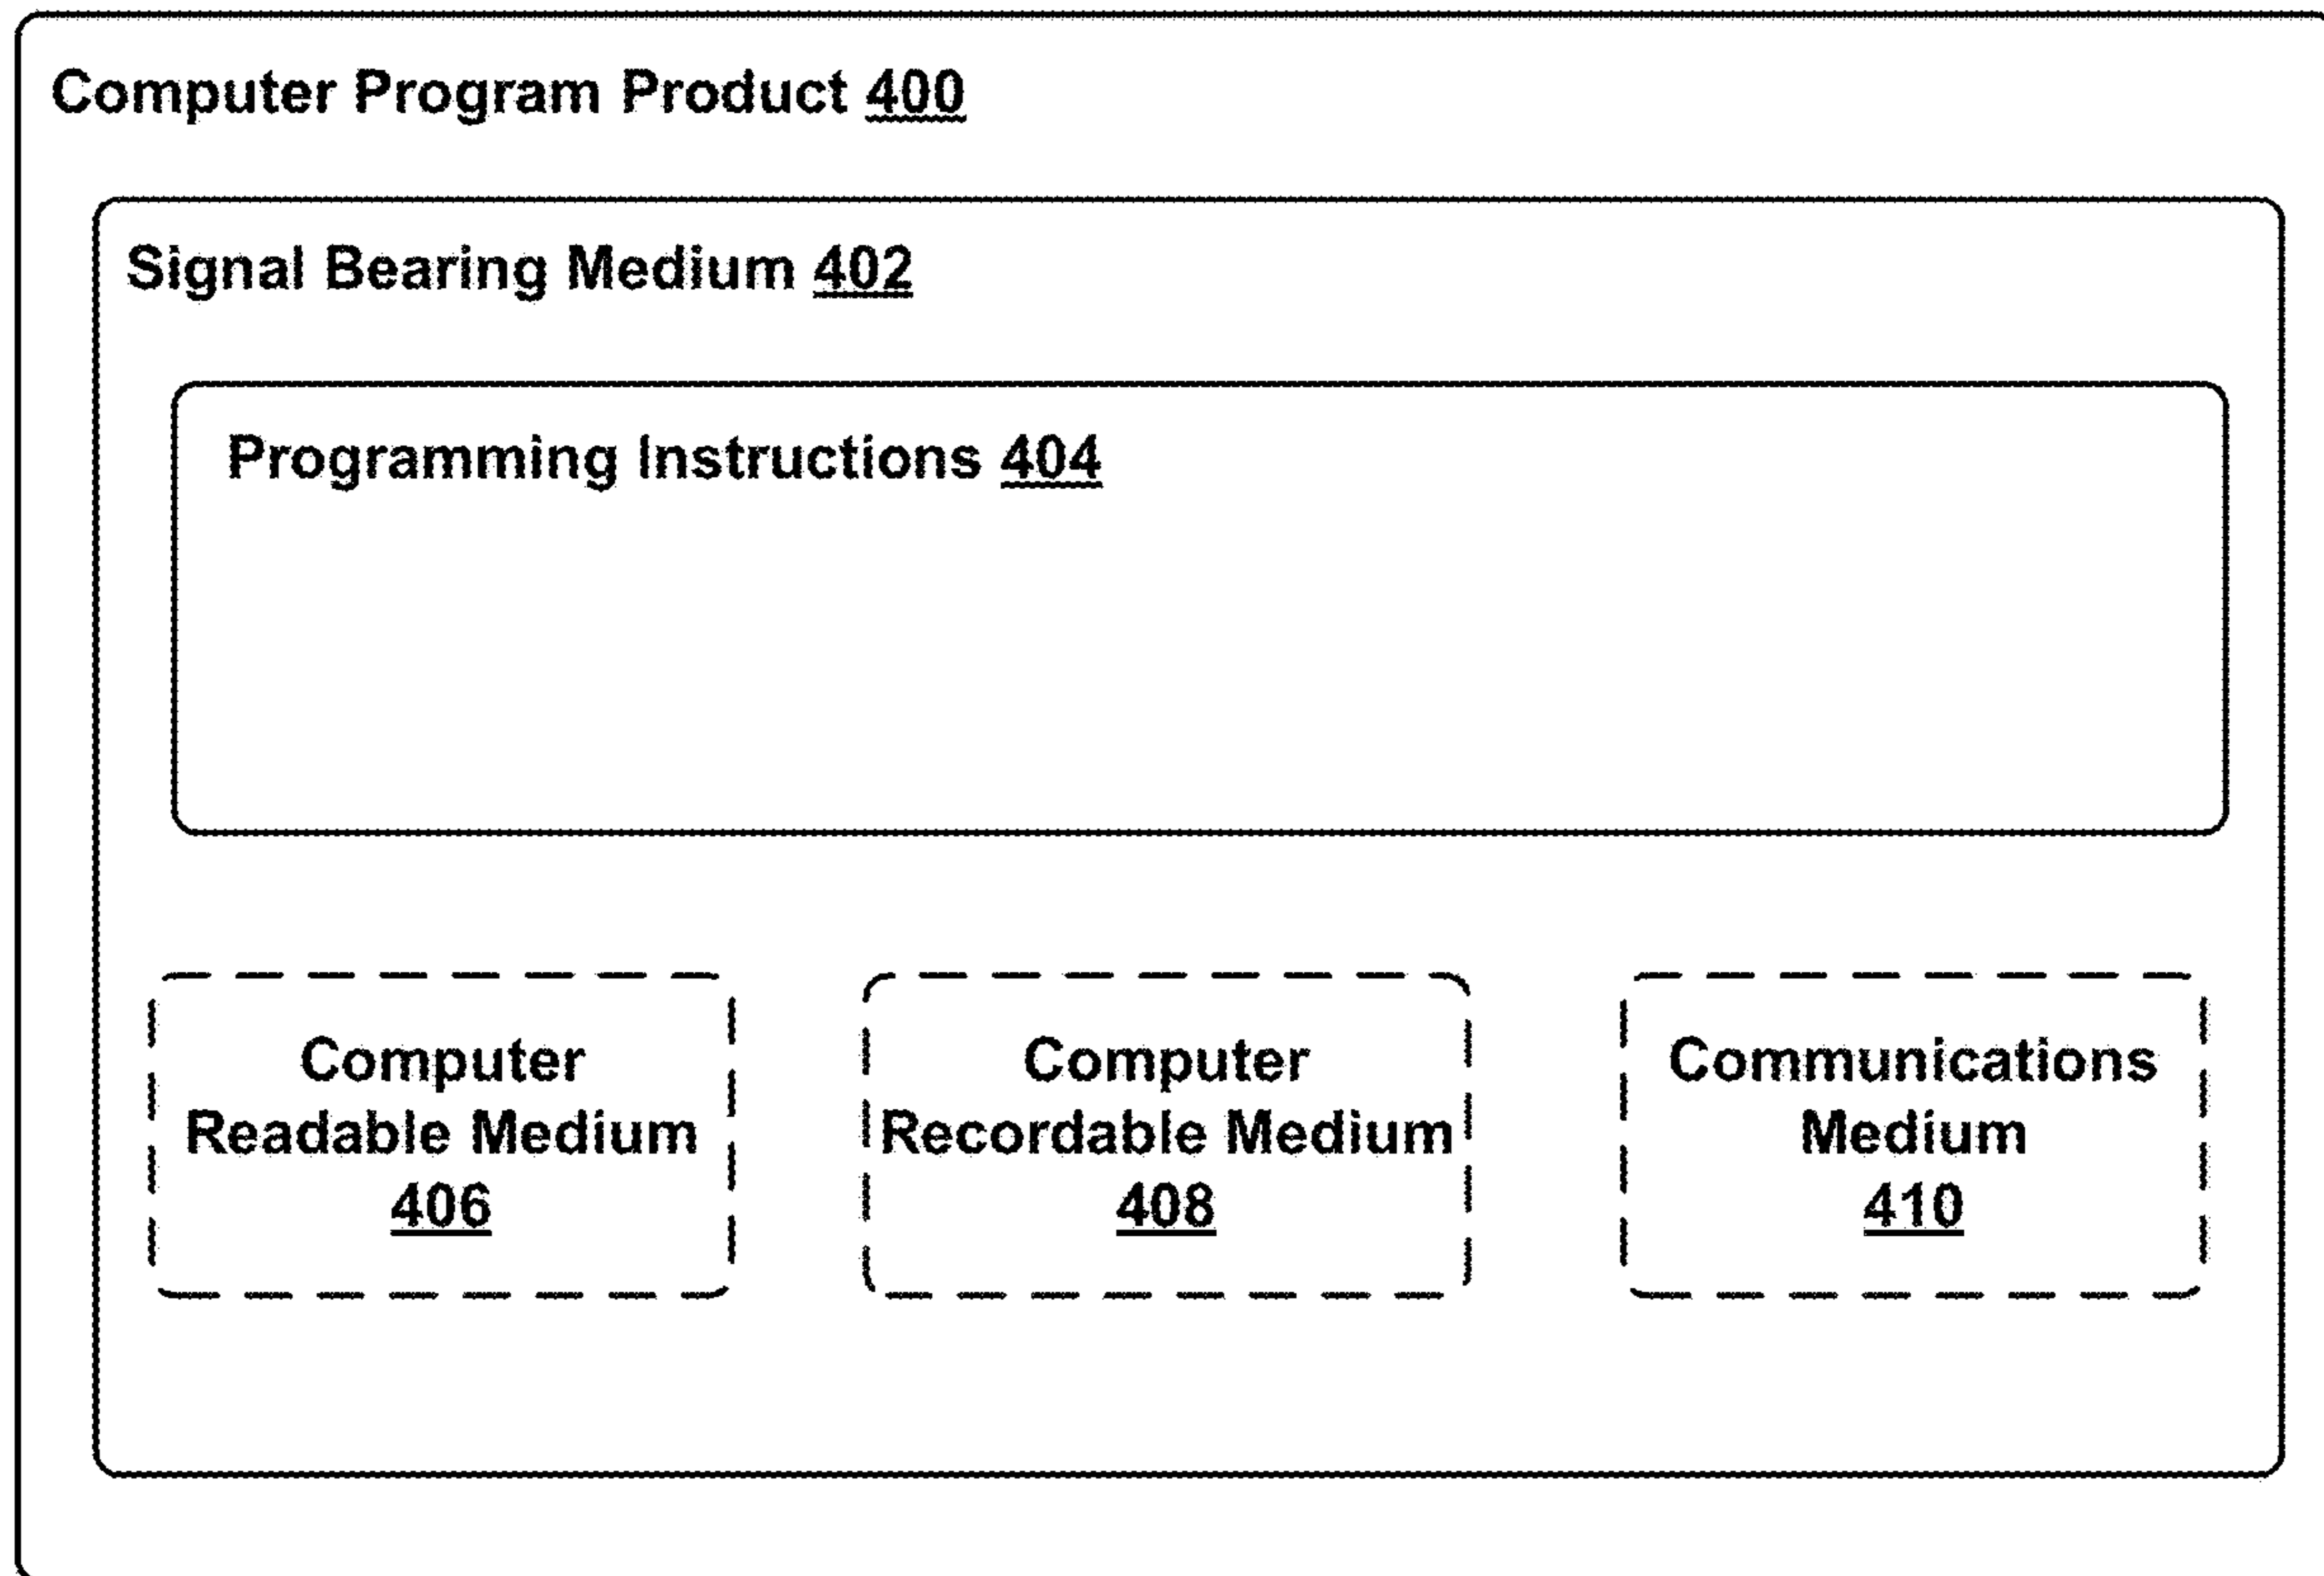 Computer Program Product 400
Signal Bearing Medium 402
Programming Instructions 404
Computer
Readable Medium
406
Computer
Recordable Medium
408
Communications
Medium
410